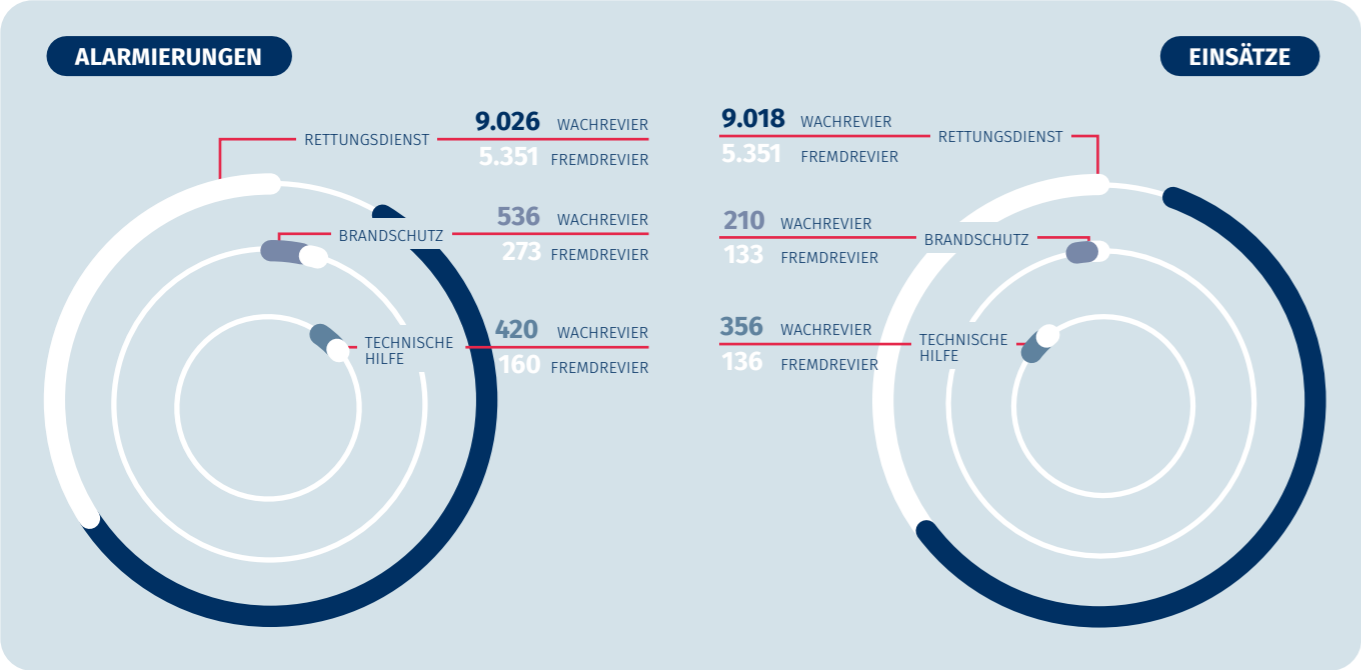 ALARMIERUNGEN
RETTUNGSDIENST
9.026 WACHREVIER
5.351 FREMDREVIER
BRANDSCHUTZ
536 WACHREVIER
273 FREMDREVIER
TECHNISCHE
HILFE
420 WACHREVIER
160 FREMDREVIER
EINSÄTZE
9.018 WACHREVIER
5.351 FREMDREVIER
RETTUNGSDIENST
210 WACHREVIER
133 FREMDREVIER
BRANDSCHUTZ
356 WACHREVIER
136 FREMDREVIER
TECHNISCHE
HILFE